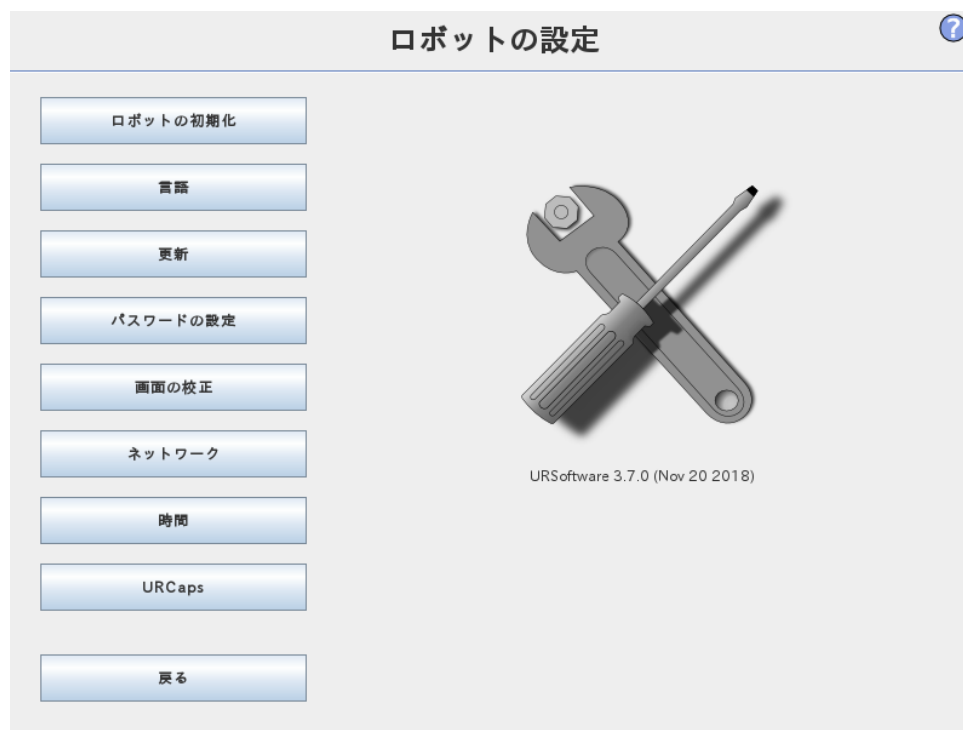 ロボットの設定
?
ロボットの初期化
言語
更新
パスワードの設定
画面の校正
ネットワーク
時間
URCaps
戻る
URSoftware 3.7.0 (Nov 20 2018)